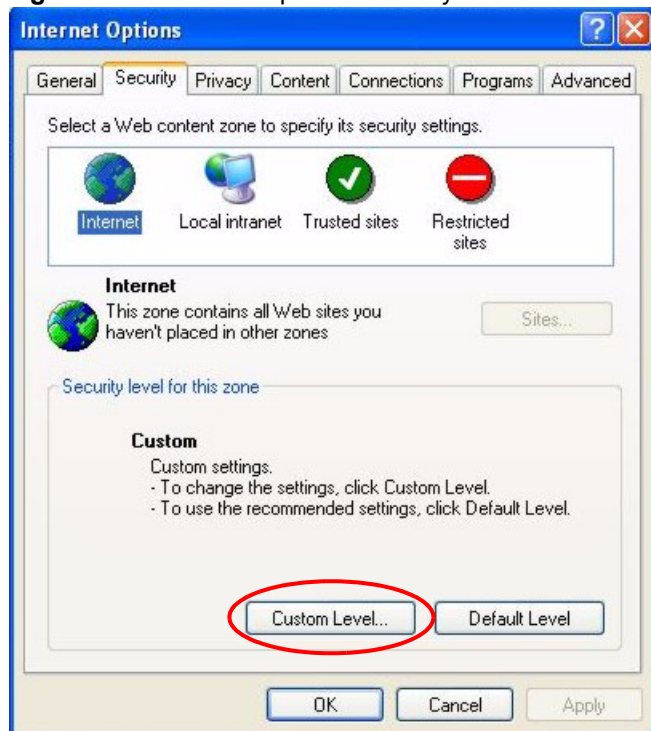 Internet Options
General Security Privacy Content Connections Programs Advanced
Select a Web content zone to specify its security settings.
Internet Local intranet Trusted sites Restricted sites
Internet
This zone contains all Web sites you
haven't placed in other zones
Sites...
Security level for this zone
Custom
Custom settings.
- To change the settings, click Custom Level.
- To use the recommended settings, click Default Level.
Custom Level... Default Level
OK Cancel Apply